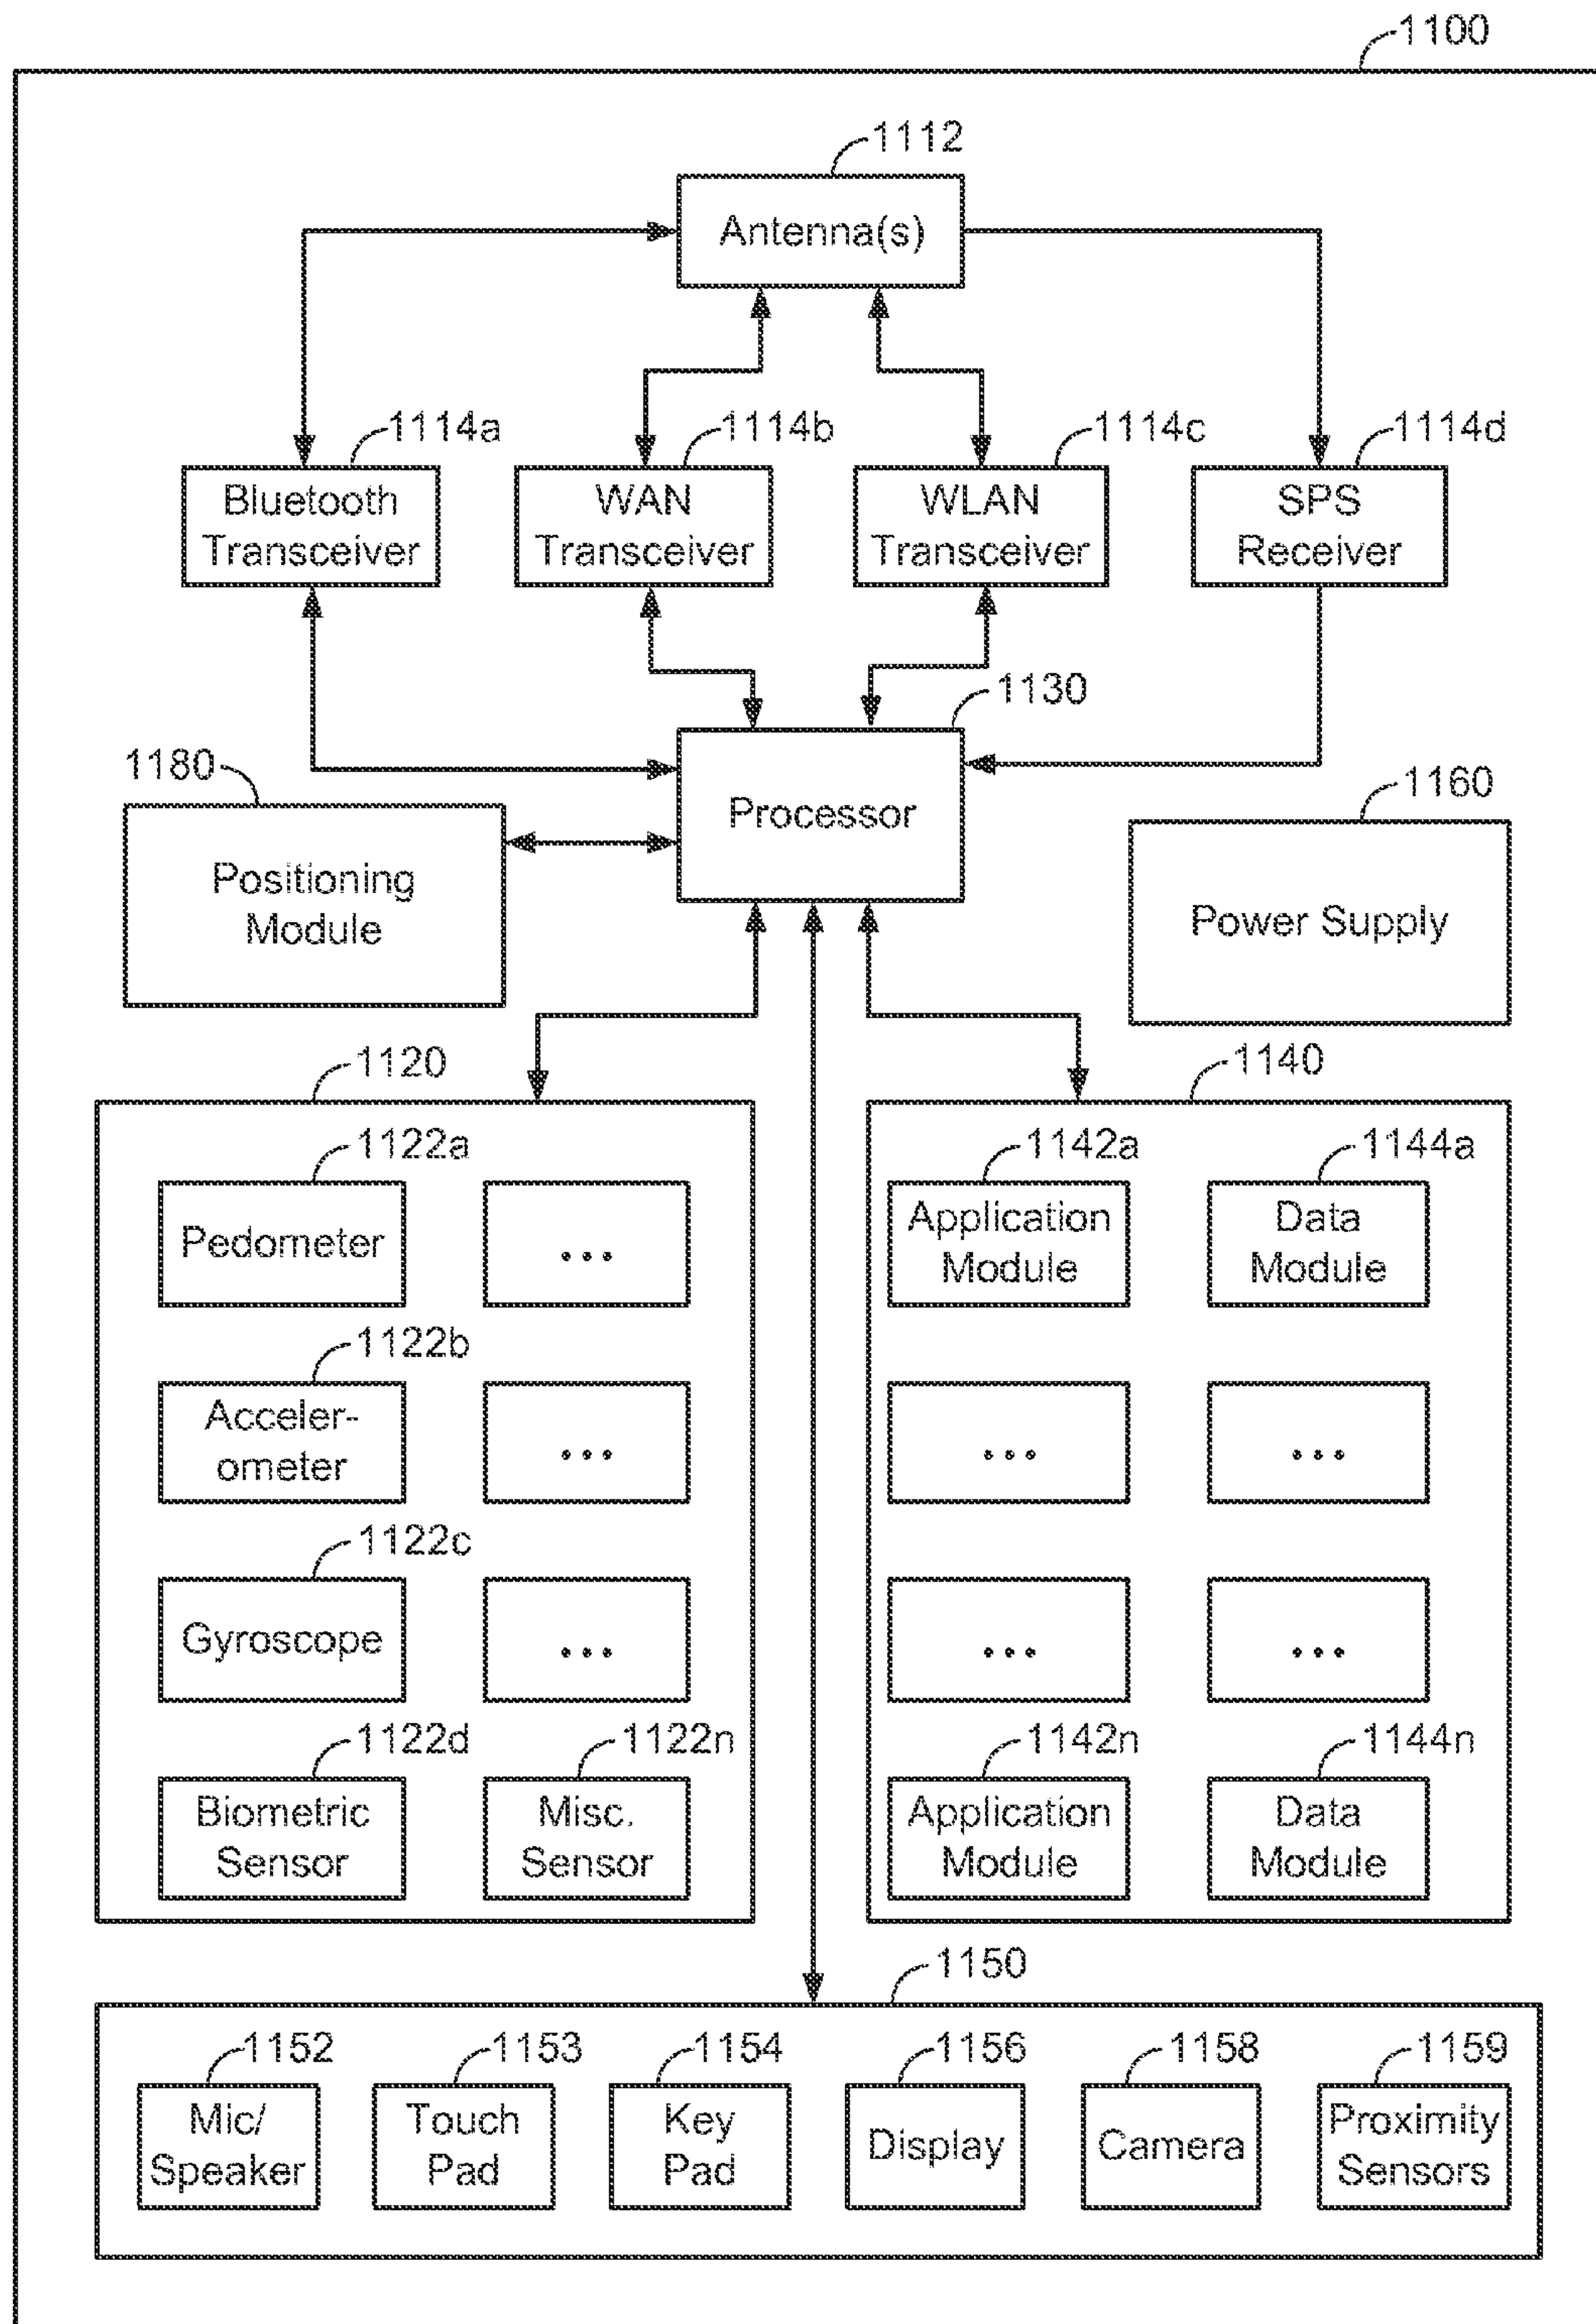 1100
1112
Antenna(s)
1114a
1114b
1114c
1114d
Bluetooth
Transceiver
WAN
Transceiver
WLAN
Transceiver
SPS
Receiver
1130
Processor
1180
Positioning
Module
1160
Power Supply
1120
1122a
Pedometer
...
1122b
Acceler-
ometer
...
1122c
Gyroscope
...
1122d
Biometric
Sensor
1122n
Misc.
Sensor
1140
1142a
Application
Module
1144a
Data
Module
...
...
...
...
1142n
Application
Module
1144n
Data
Module
1150
1152
Mic/
Speaker
1153
Touch
Pad
1154
Key
Pad
1156
Display
1158
Camera
1159
Proximity
Sensors